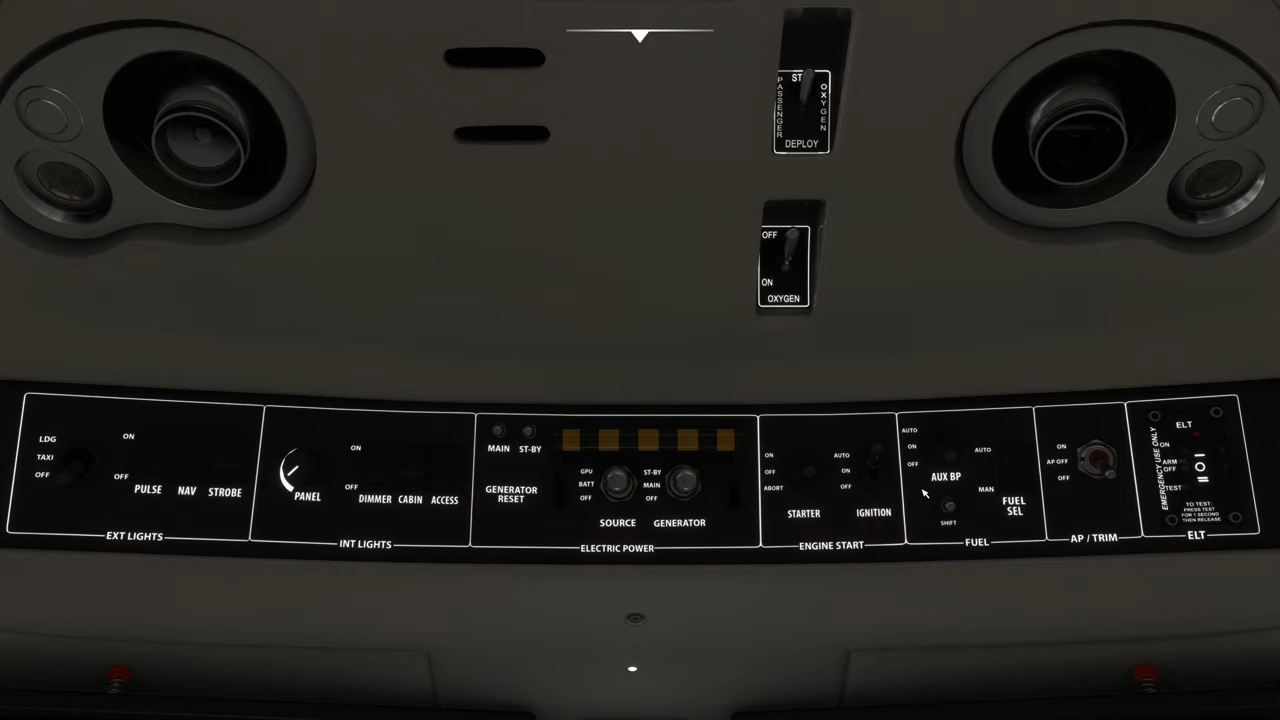 ST
PASSENGER
OXYGEN
DEPLOY
OFF
ON
OXYGEN
LDG
TAXI
OFF
ON
OFF
PULSE NAV STROBE
EXT LIGHTS
PANEL
ON
OFF
DIMMER CABIN ACCESS
INT LIGHTS
MAIN ST-BY
GENERATOR
RESET
GPU
BATT
OFF
SOURCE
ST-BY
MAIN
OFF
GENERATOR
ELECTRIC POWER
ON
OFF
ABORT
STARTER
AUTO
ON
OFF
IGNITION
ENGINE START
AUTO
ON
OFF
AUX BP
SHIFT
AUTO
MAN
FUEL
SEL
FUEL
ON
AP OFF
OFF
AP / TRIM
EMERGENCY USE ONLY
ELT
ON
ARM
OFF
TEST
TO TEST:
PRESS TEST
FOR 1 SECOND
THEN RELEASE
ELT